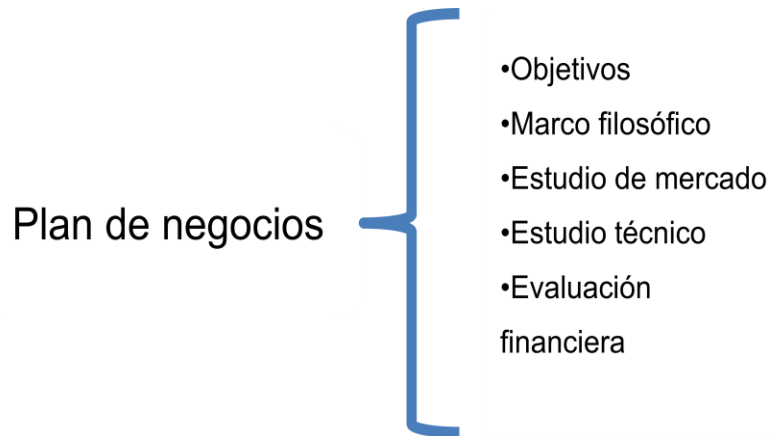 Plan de negocios
•Objetivos
•Marco filosófico
•Estudio de mercado
•Estudio técnico
•Evaluación
financiera